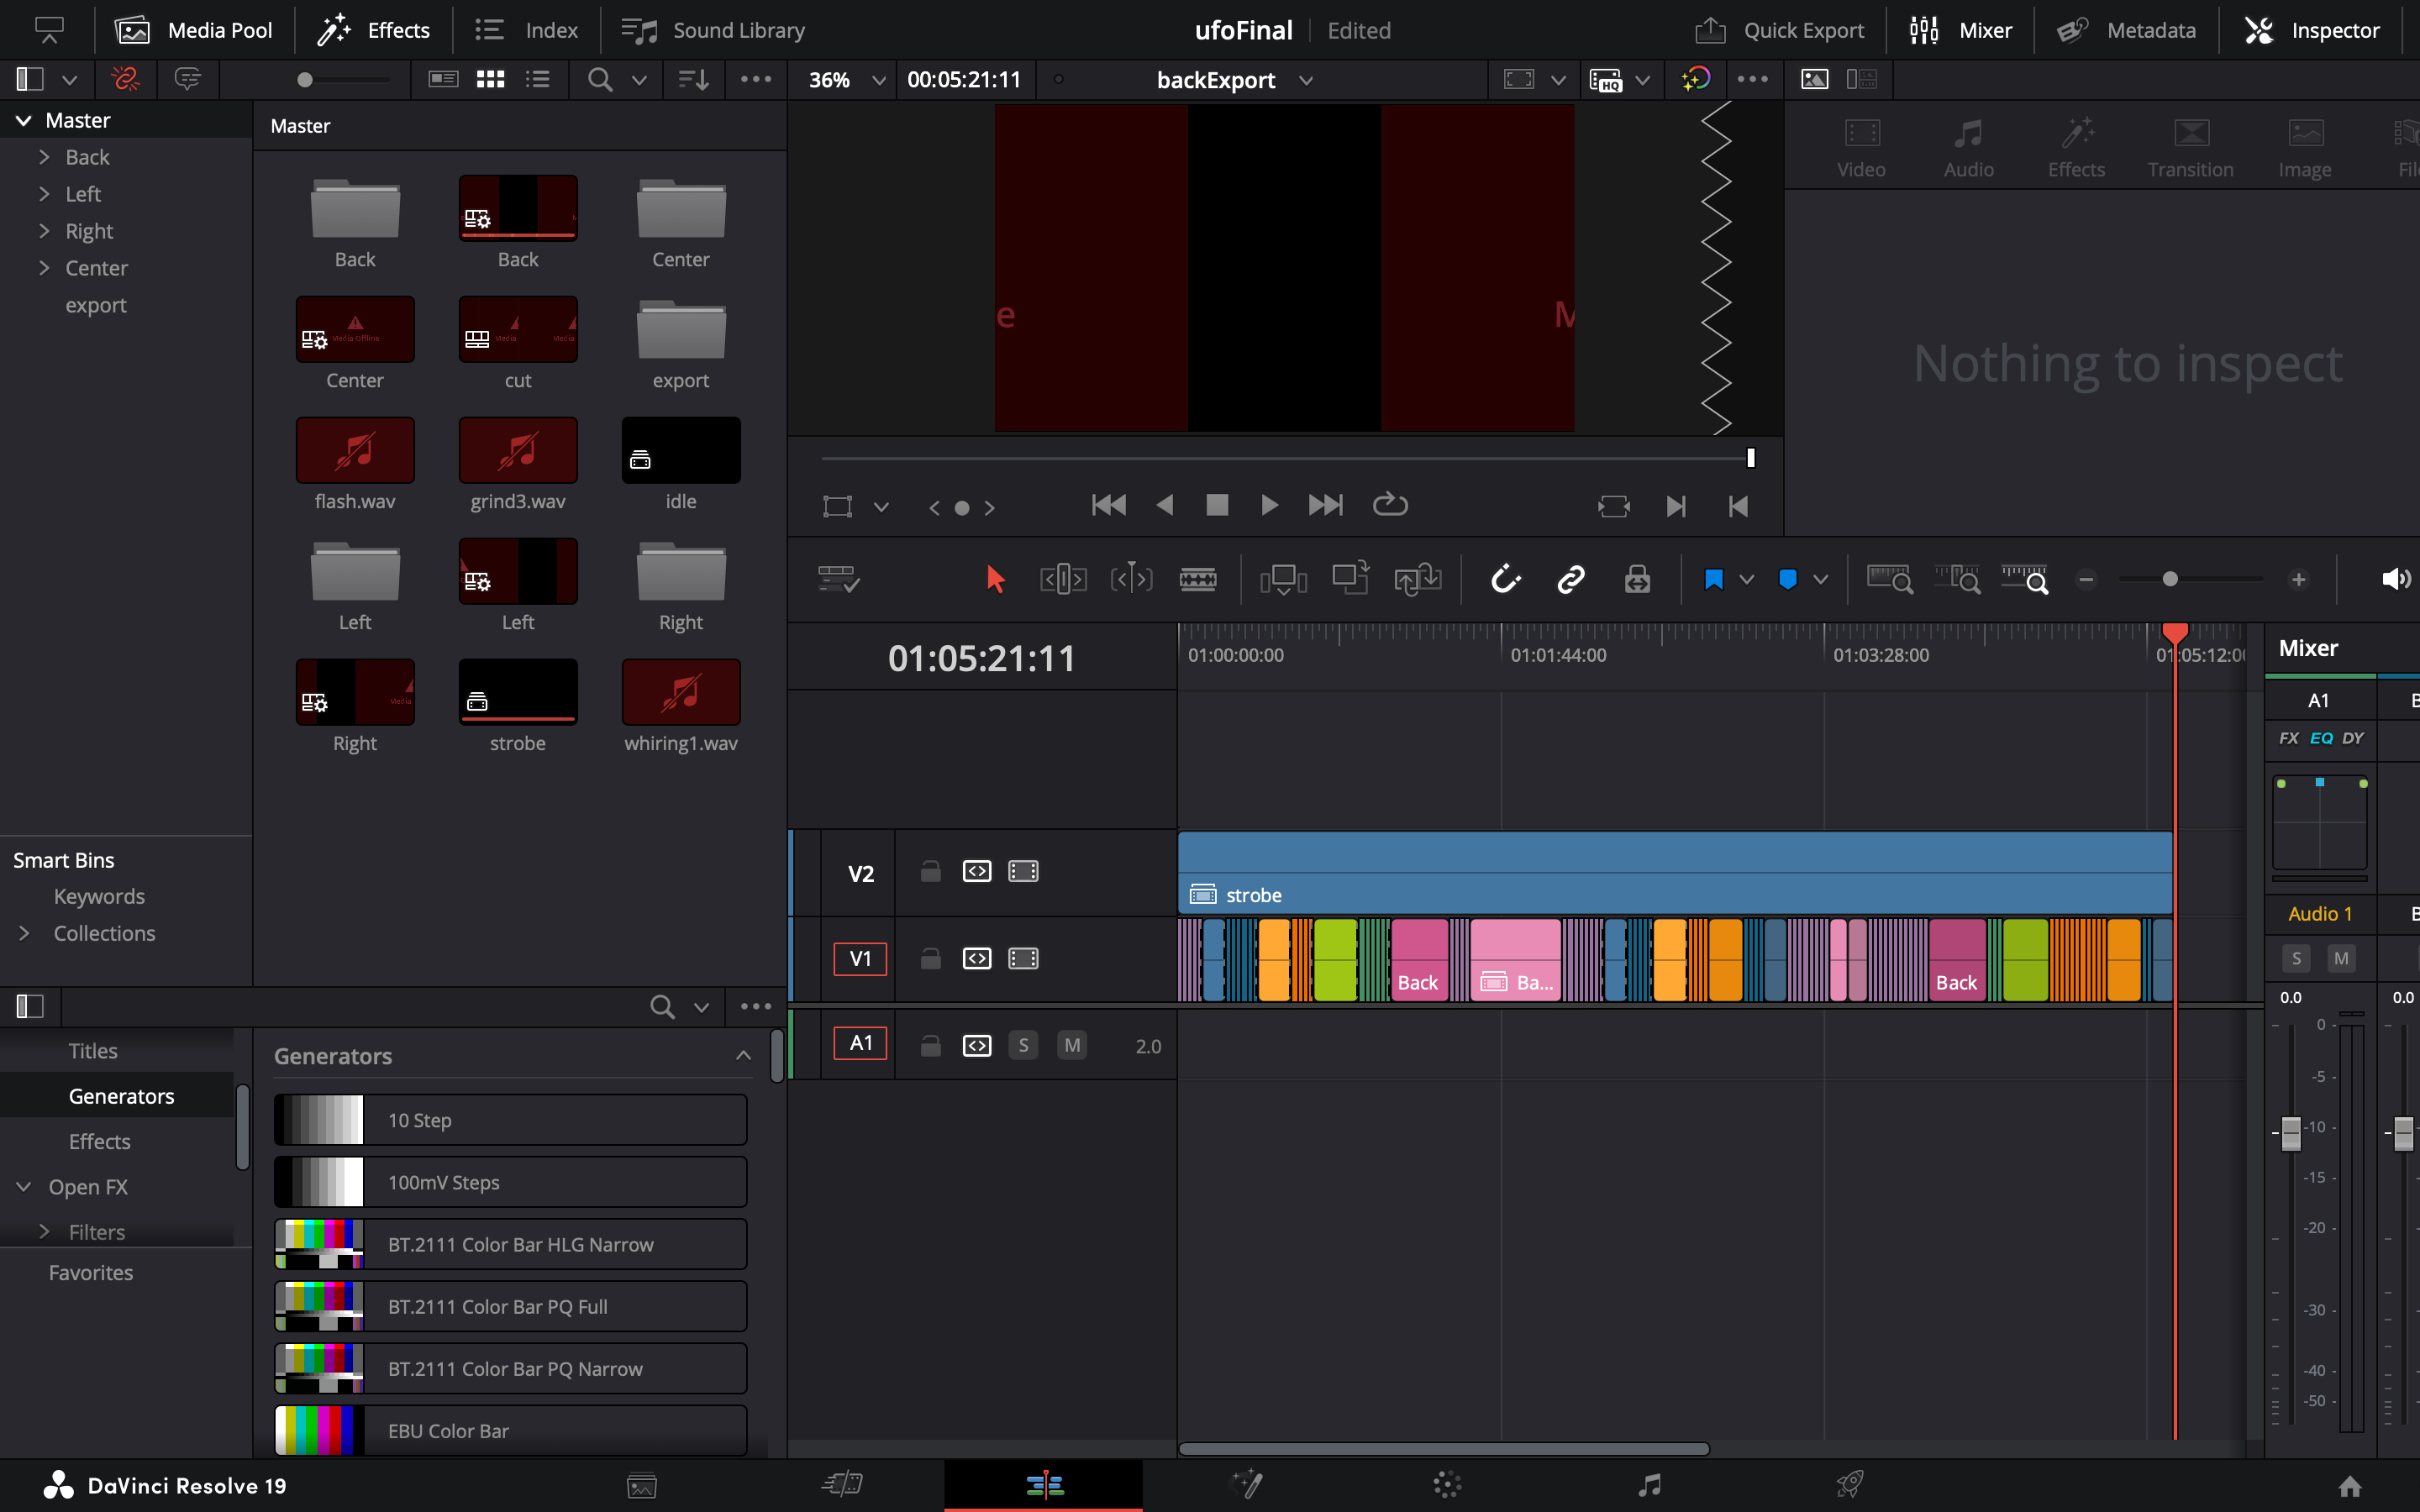 Media Pool Effects Index Sound Library ufoFinal Edited Quick Export Mixer Metadata Inspector
36% 00:05:21:11 backExport HQ
Master
Back
Left
Right
Center
export
Master
Back Back Center
Media Offline Media Media
Center cut export
flash.wav grind3.wav idle
Left Left Right
Media
Right strobe whiring1.wav
Smart Bins
Keywords
Collections
e M
Video Audio Effects Transition Image
Nothing to inspect
01:05:21:11 01:00:00:00 01:01:44:00 01:03:28:00 01:05:12:00
V2 strobe
V1 Back Ba... Back
A1 S M 2.0
Mixer
A1
FX EQ DY
Audio 1
S M
0.0 0.0
0
-5
-10
-15
-20
-30
-40
-50
Titles
Generators
Effects
Open FX
Filters
Favorites
Generators
10 Step
100mV Steps
BT.2111 Color Bar HLG Narrow
BT.2111 Color Bar PQ Full
BT.2111 Color Bar PQ Narrow
EBU Color Bar
DaVinci Resolve 19